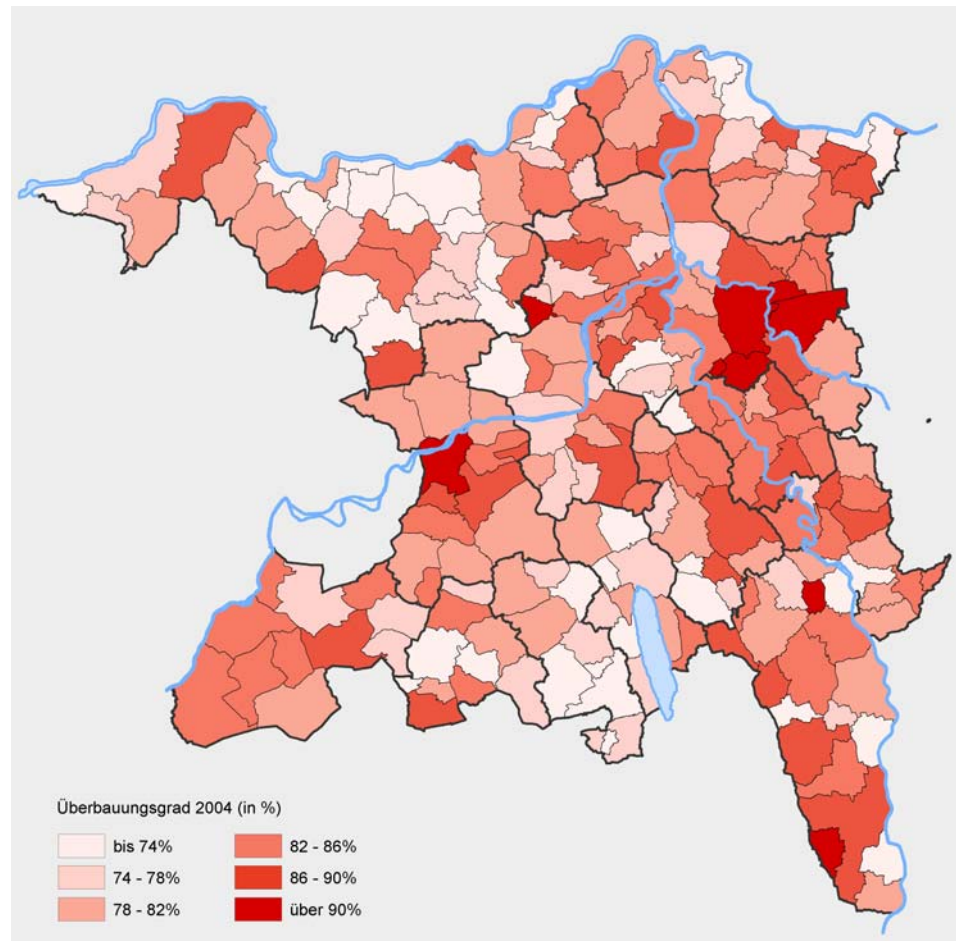 Überbauungsgrad 2004 (in %)
bis 74%
74 - 78%
78 - 82%
82 - 86%
86 - 90%
über 90%